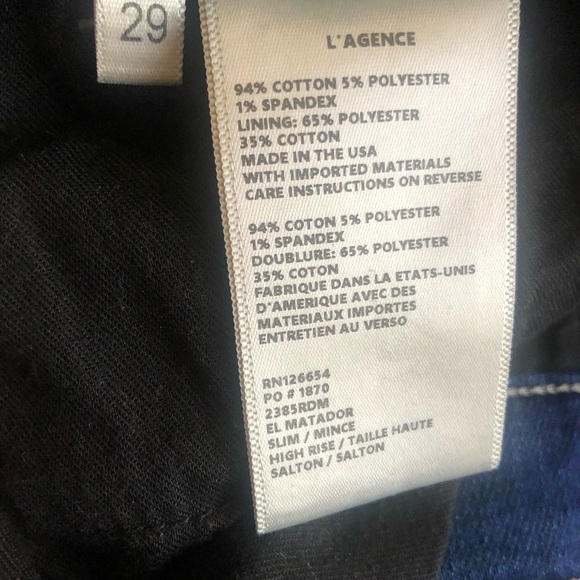 29
L'AGENCE
94% COTTON 5% POLYESTER
1% SPANDEX
LINING: 65% POLYESTER
35% COTTON
MADE IN THE USA
WITH IMPORTED MATERIALS
CARE INSTRUCTIONS ON REVERSE
94% COTON 5% POLYESTER
1% SPANDEX
DOUBLURE: 65% POLYESTER
35% COTON
FABRIQUE DANS LA ETATS-UNIS
D'AMERIQUE AVEC DES
MATERIAUX IMPORTES
ENTRETIEN AU VERSO
RN126654
PO # 1870
2385RDM
EL MATADOR
SLIM / MINCE
HIGH RISE / TAILLE HAUTE
SALTON / SALTON